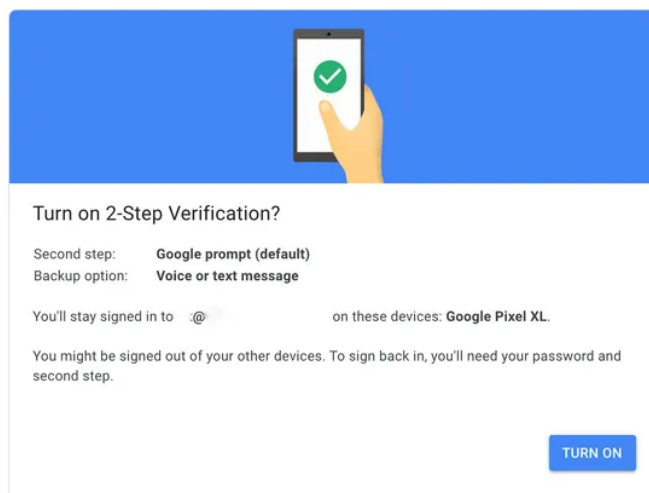 Turn on 2-Step Verification?
Second step: Google prompt (default)
Backup option: Voice or text message
You'll stay signed in to :@ on these devices: Google Pixel XL.
You might be signed out of your other devices. To sign back in, you'll need your password and
second step.
TURN ON